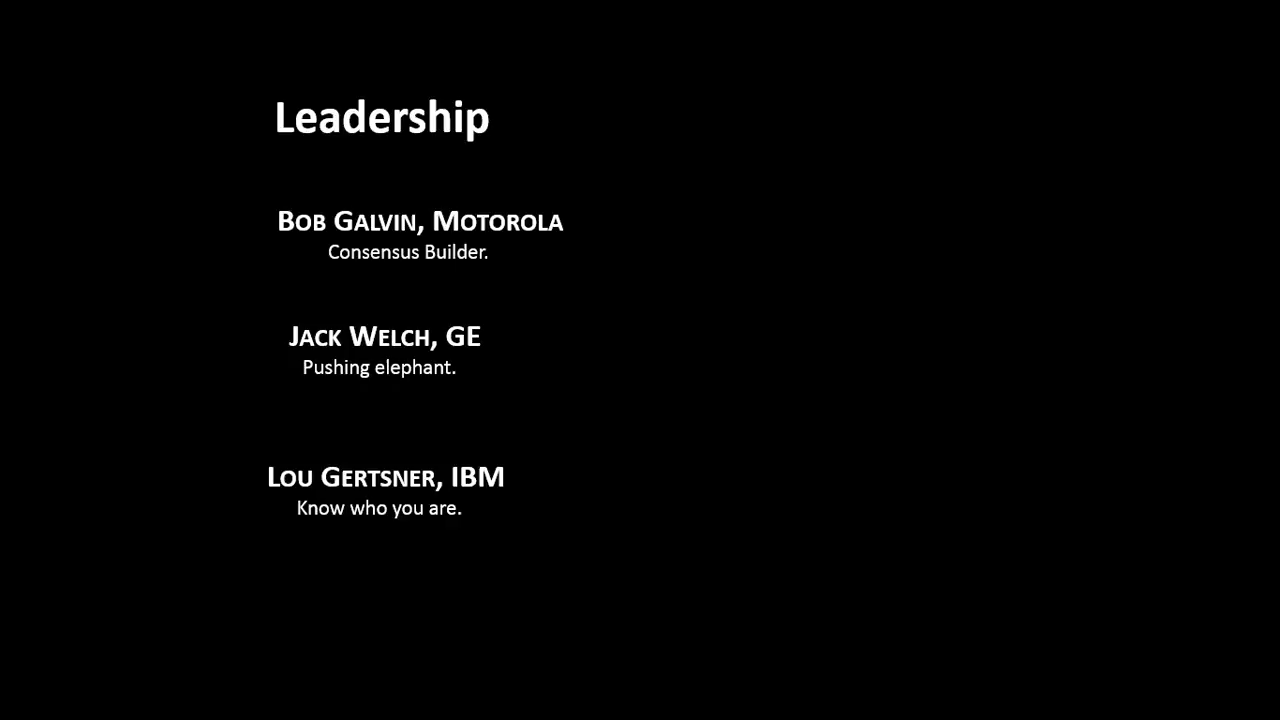 Leadership
Bob Galvin, Motorola
Consensus Builder.
Jack Welch, GE
Pushing elephant.
Lou Gertsner, IBM
Know who you are.